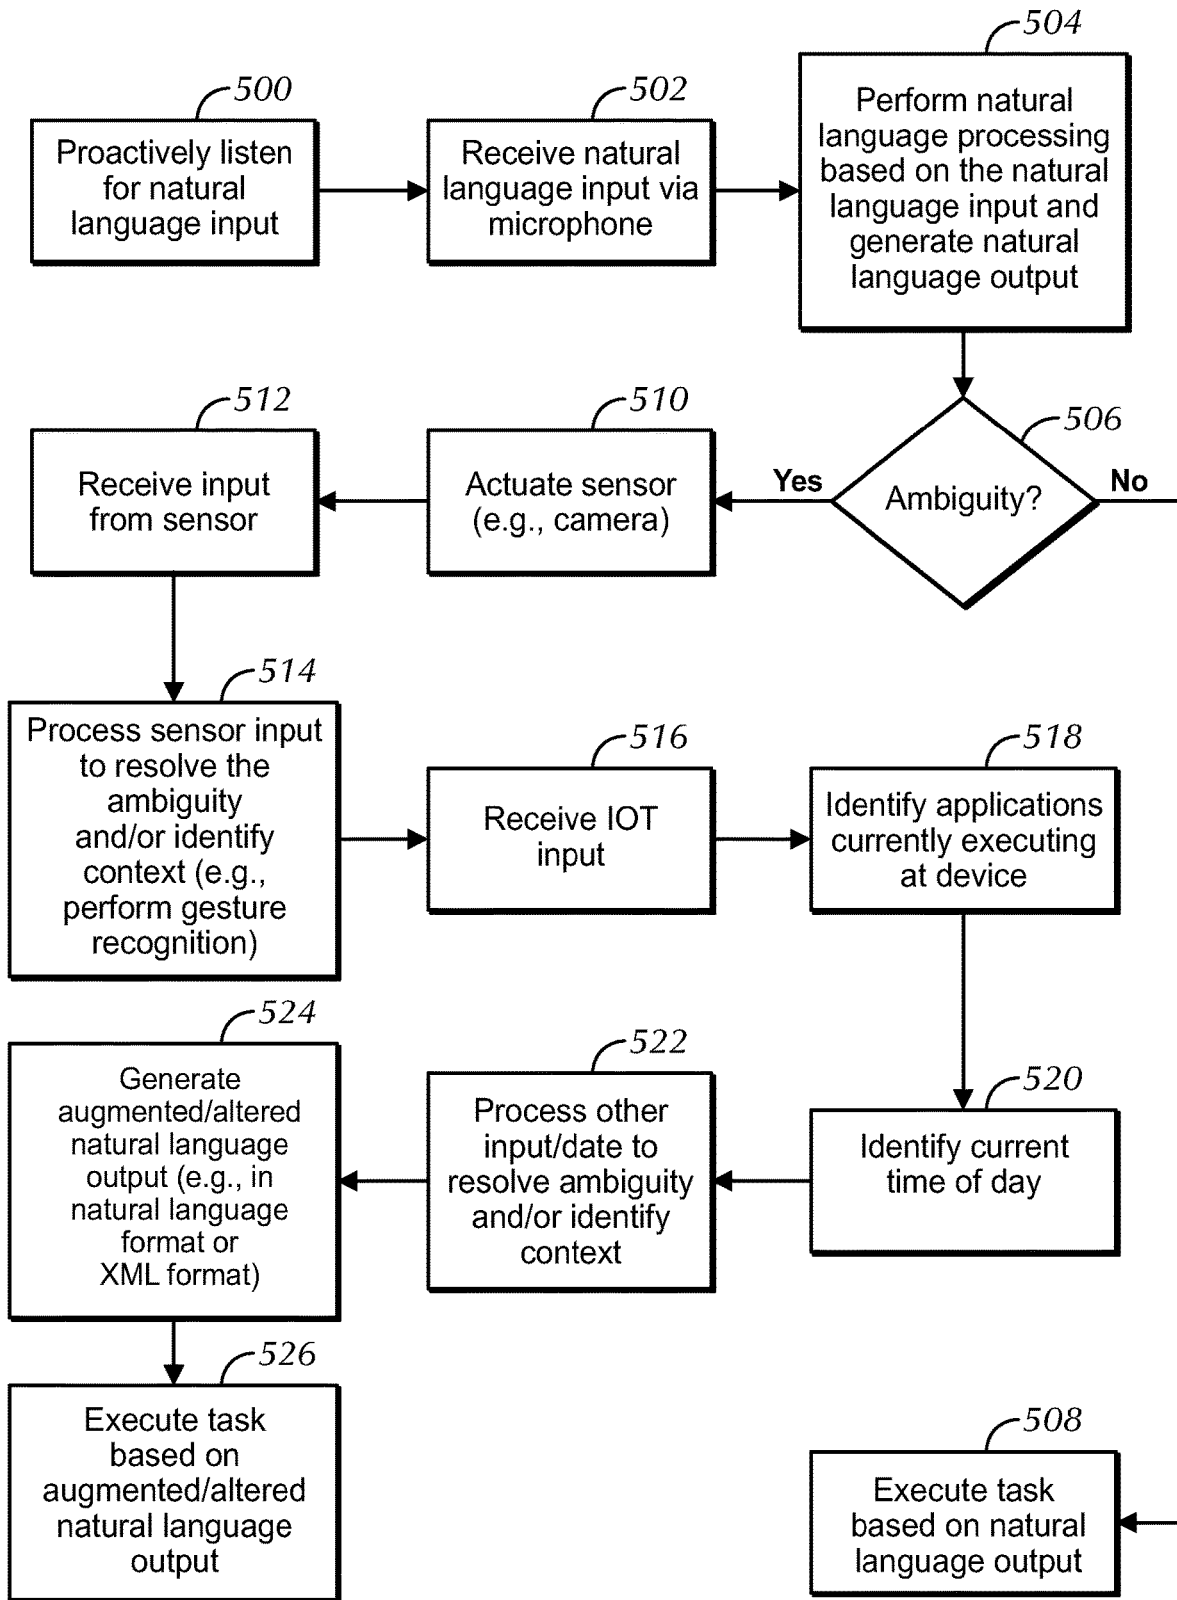 500
Proactively listen
for natural
language input
502
Receive natural
language input via
microphone
504
Perform natural
language processing
based on the natural
language input and
generate natural
language output
506
Ambiguity?
Yes
No
510
Actuate sensor
(e.g., camera)
512
Receive input
from sensor
514
Process sensor input
to resolve the
ambiguity
and/or identify
context (e.g.,
perform gesture
recognition)
516
Receive IOT
input
518
Identify applications
currently executing
at device
520
Identify current
time of day
522
Process other
input/date to
resolve ambiguity
and/or identify
context
524
Generate
augmented/altered
natural language
output (e.g., in
natural language
format or
XML format)
526
Execute task
based on
augmented/altered
natural language
output
508
Execute task
based on natural
language output